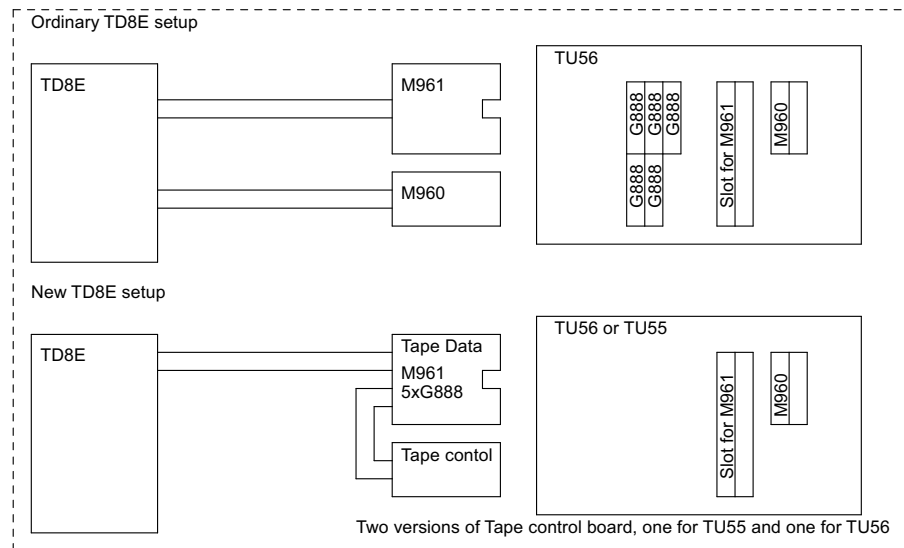 Ordinary TD8E setup
TD8E
M961
M960
TU56
G888
G888
G888
G888
G888
Slot for M961
M960
New TD8E setup
TD8E
Tape Data
M961
5xG888
Tape contol
TU56 or TU55
Slot for M961
M960
Two versions of Tape control board, one for TU55 and one for TU56